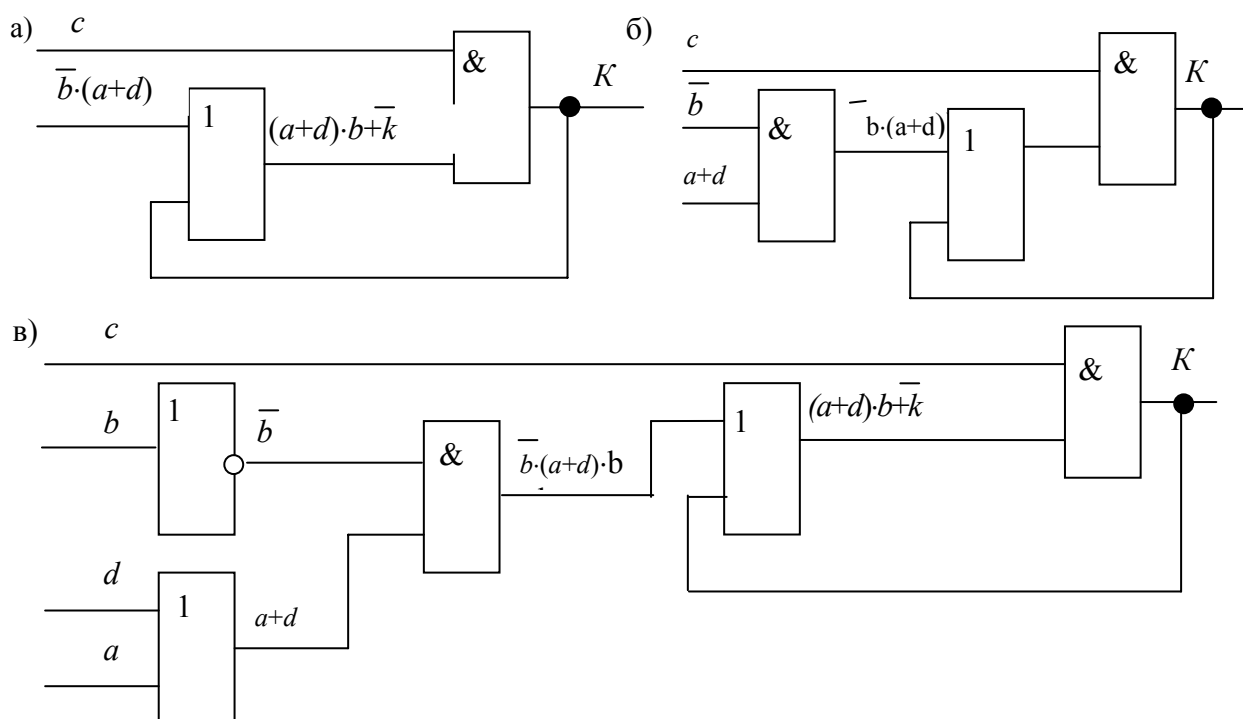 а)
c
b̅·(a+d)
1
(a+d)·b+k̅
&
K
б)
c
b̅
a+d
&
‾
b·(a+d)
1
&
K
в)
c
b
1
b̅
d
a
1
a+d
&
b̅·(a+d)·b
1
(a+d)·b+k̅
&
K